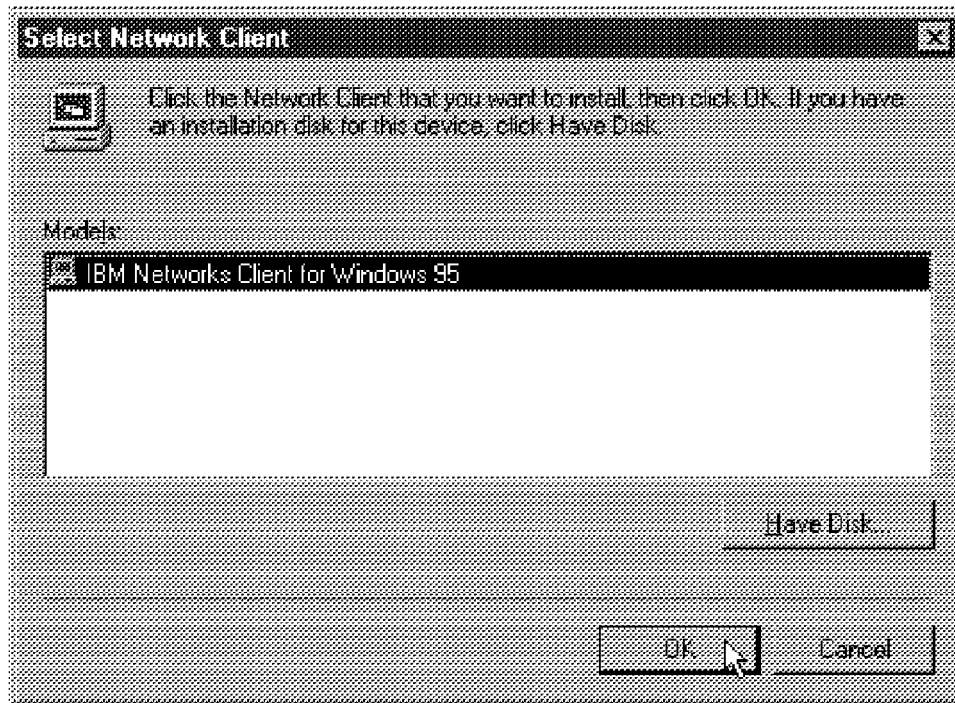 Select Network Client
Click the Network Client that you want to install, then click OK. If you have
an installation disk for this device, click Have Disk.
Models:
IBM Networks Client for Windows 95
Have Disk...
OK
Cancel